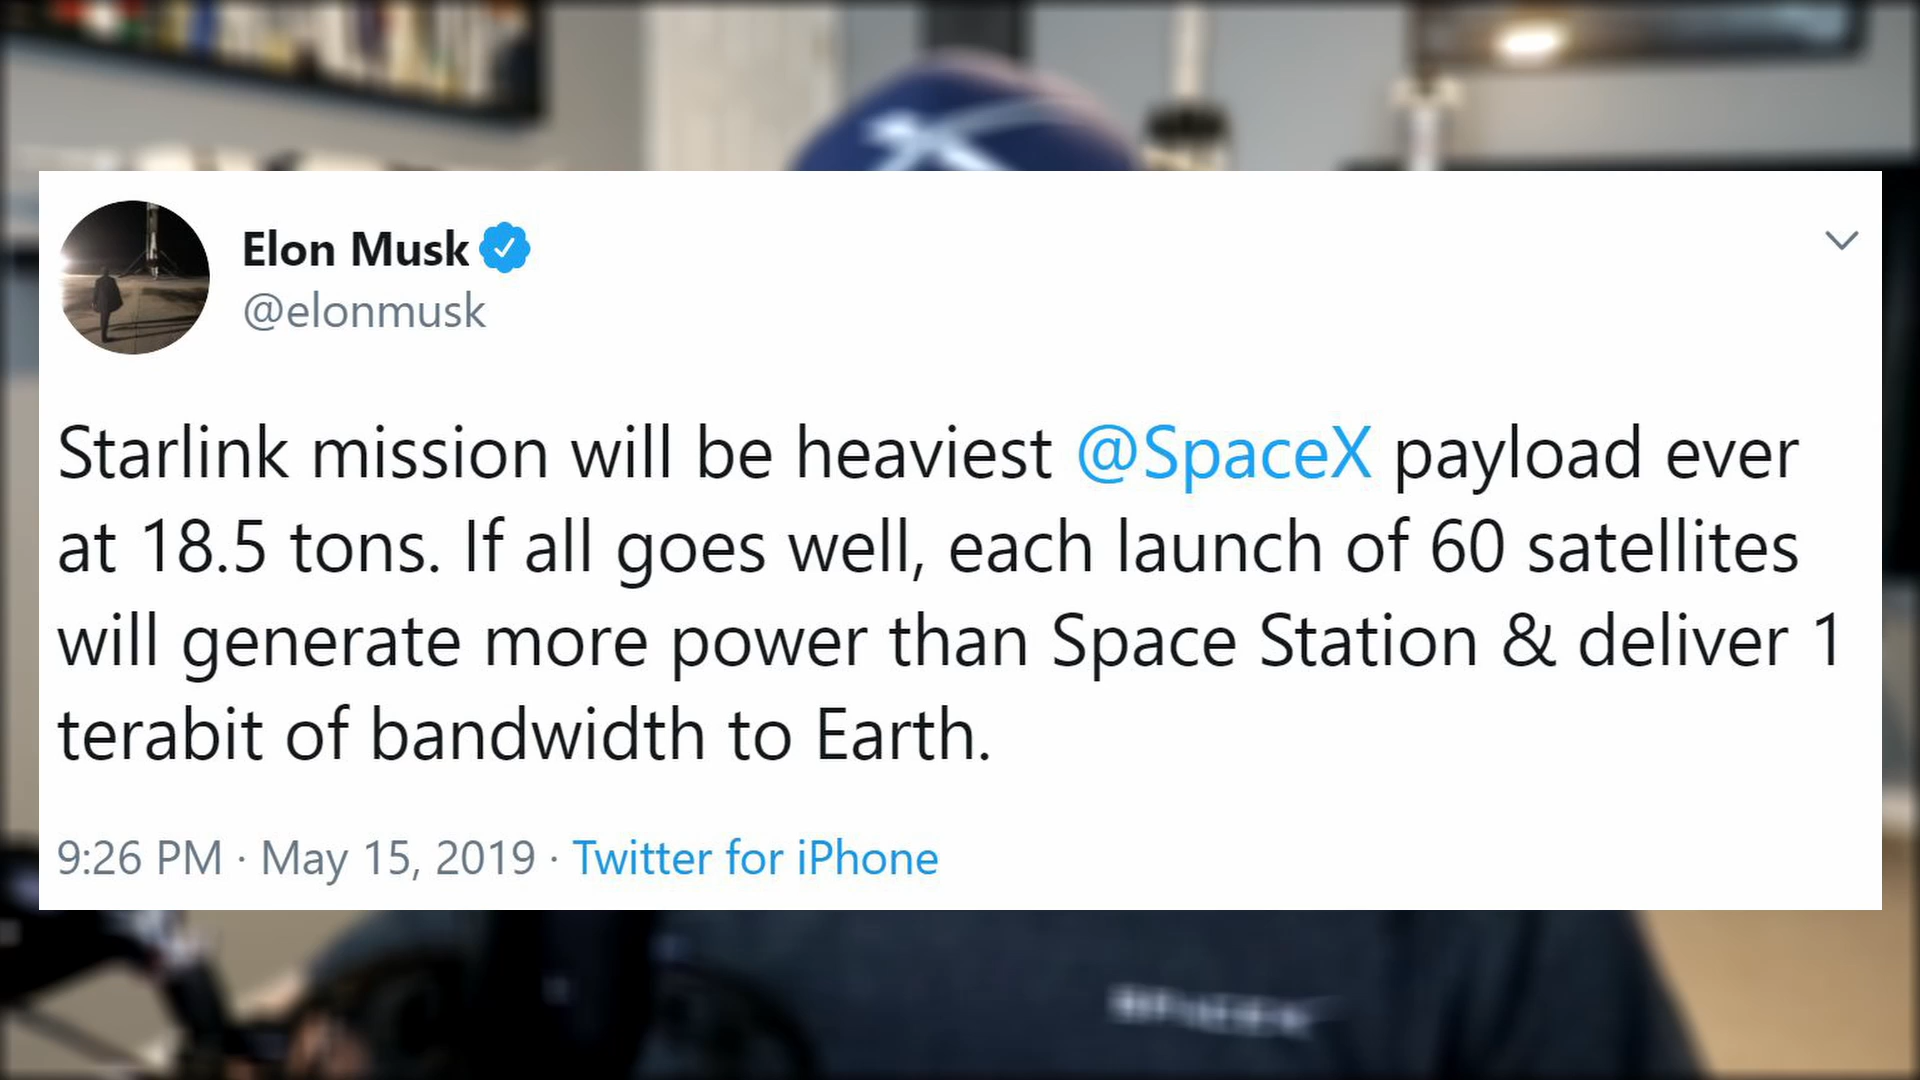 Elon Musk
@elonmusk
Starlink mission will be heaviest @SpaceX payload ever
at 18.5 tons. If all goes well, each launch of 60 satellites
will generate more power than Space Station & deliver 1
terabit of bandwidth to Earth.
9:26 PM · May 15, 2019 · Twitter for iPhone
SPACEX